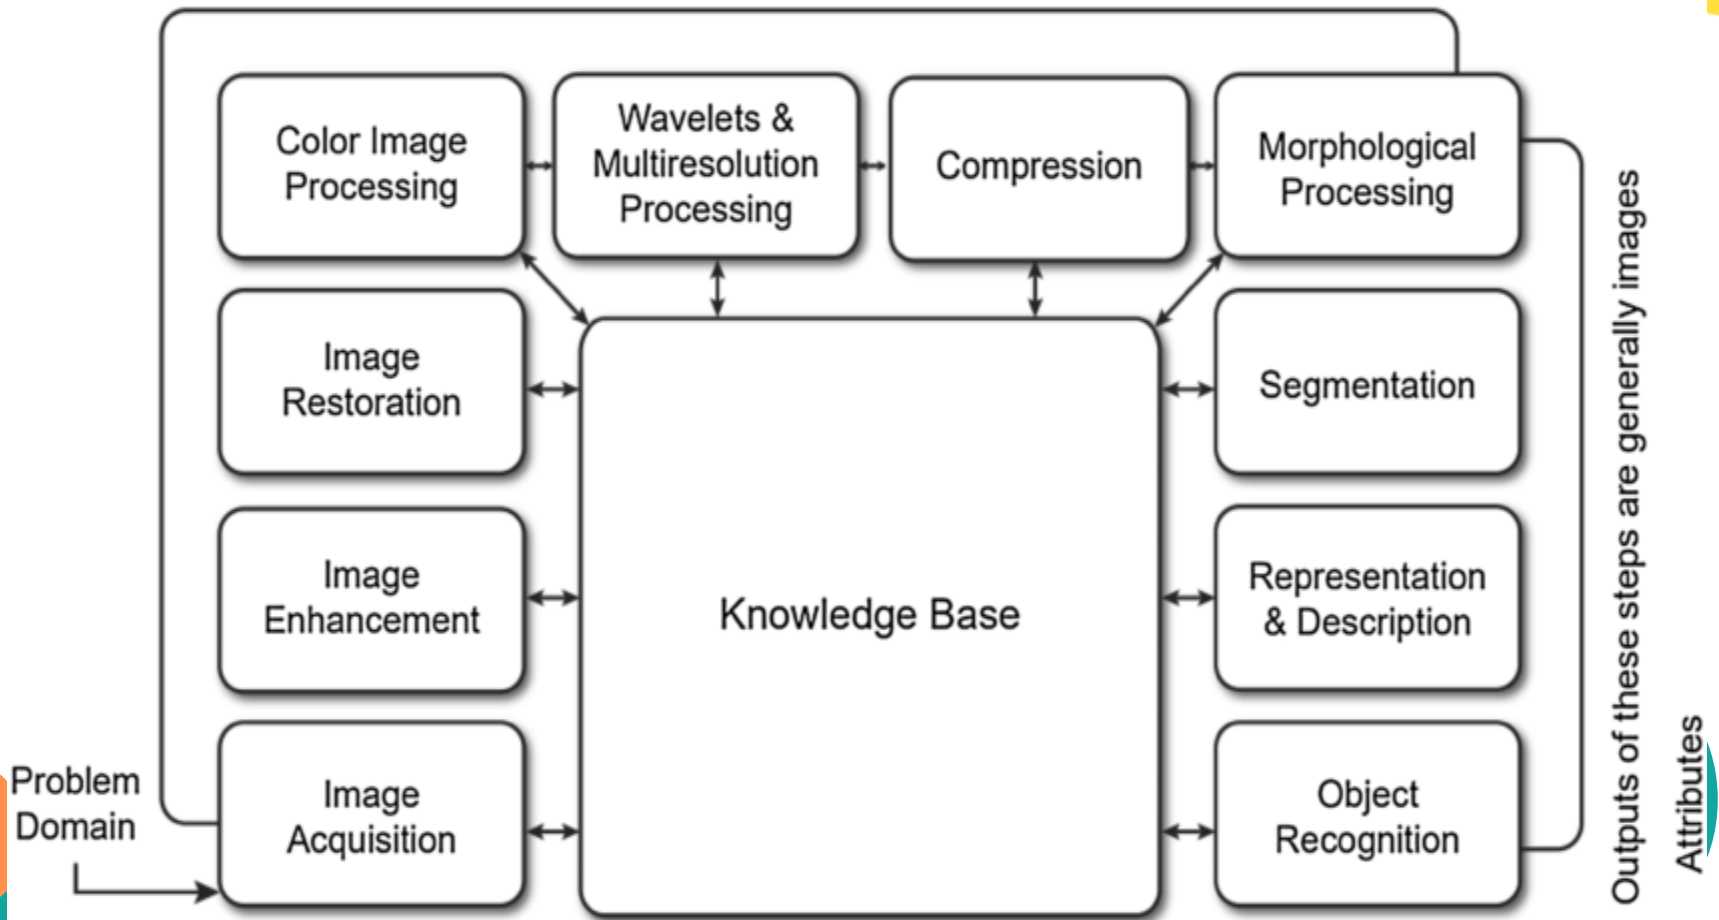 Color Image
Processing
Wavelets &
Multiresolution
Processing
Compression
Morphological
Processing
Image
Restoration
Segmentation
Image
Enhancement
Knowledge Base
Representation
& Description
Problem
Domain
Image
Acquisition
Object
Recognition
Outputs of these steps are generally images
Attributes